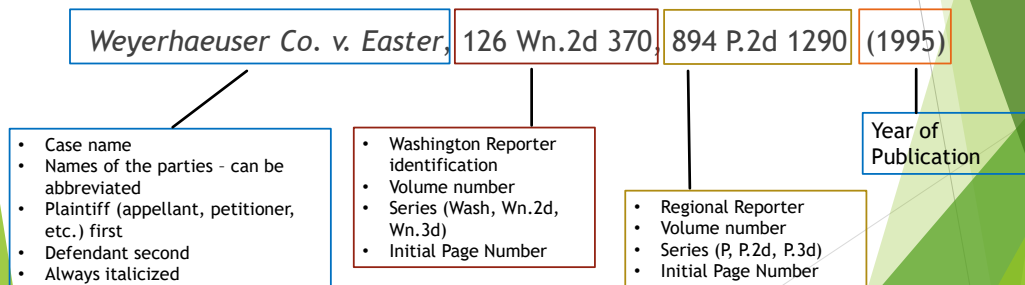 Weyerhaeuser Co. v. Easter, 126 Wn.2d 370, 894 P.2d 1290 (1995)
• Case name
• Names of the parties – can be
abbreviated
• Plaintiff (appellant, petitioner,
etc.) first
• Defendant second
• Always italicized
• Washington Reporter
identification
• Volume number
• Series (Wash, Wn.2d,
Wn.3d)
• Initial Page Number
• Regional Reporter
• Volume number
• Series (P, P.2d, P.3d)
• Initial Page Number
Year of
Publication